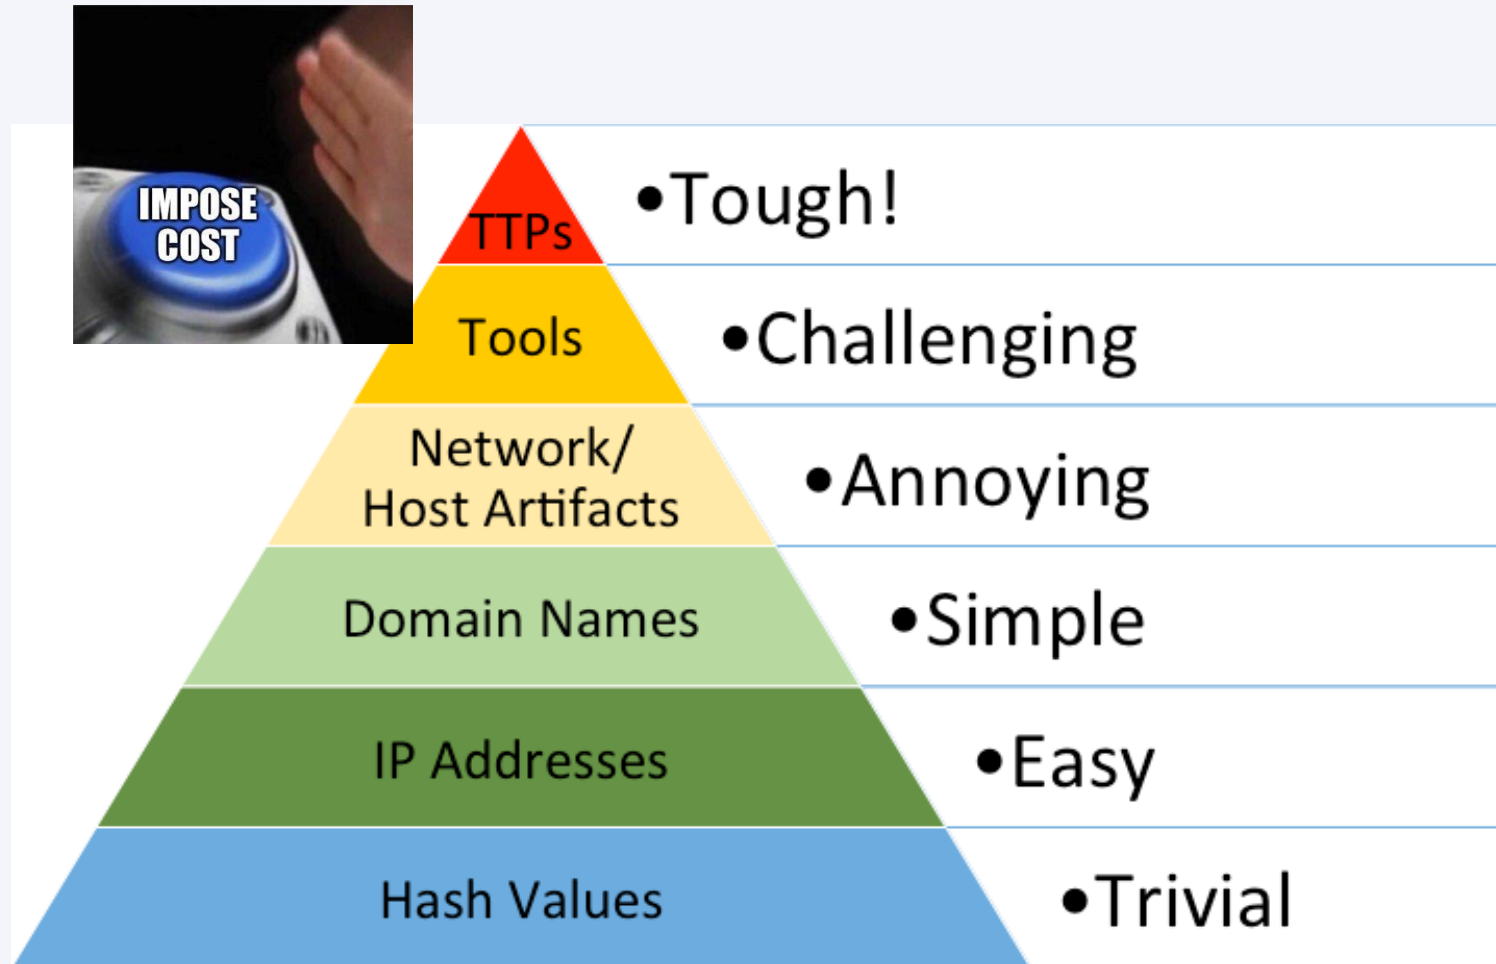 IMPOSE
COST
TTPs
•Tough!
Tools
•Challenging
Network/
Host Artifacts
•Annoying
Domain Names
•Simple
IP Addresses
•Easy
Hash Values
•Trivial